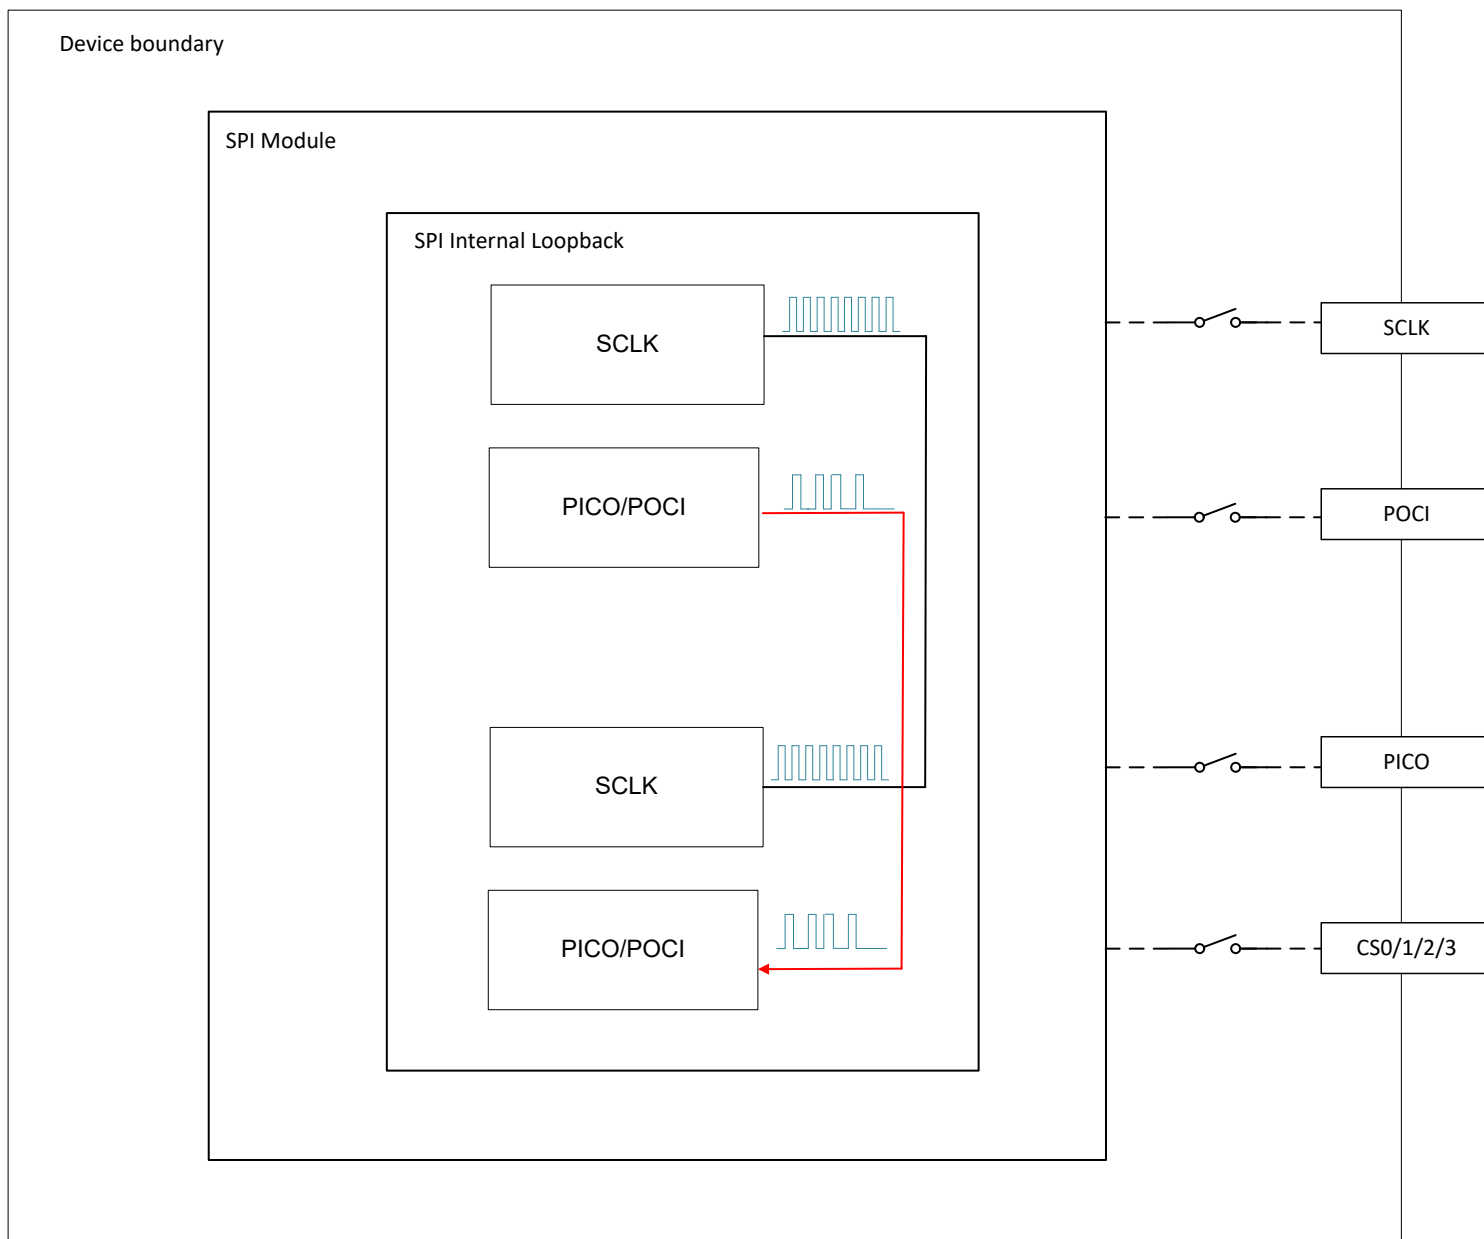 Device boundary
SPI Module
SPI Internal Loopback
SCLK
PICO/POCI
SCLK
PICO/POCI
SCLK
POCI
PICO
CS0/1/2/3